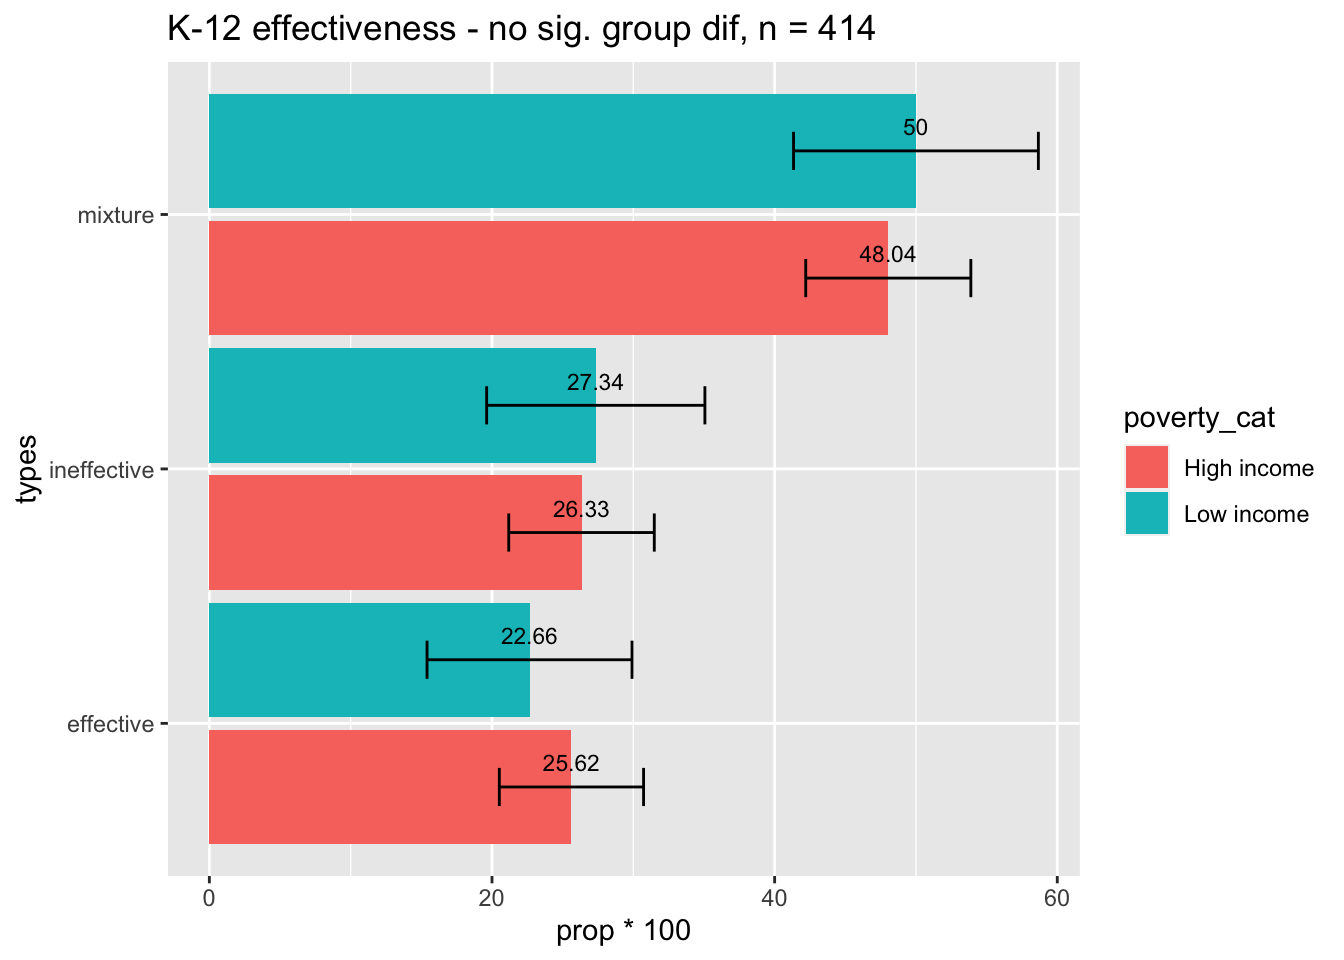 K-12 effectiveness - no sig. group dif, n = 414
types
mixture
ineffective
effective
50
48.04
27.34
26.33
22.66
25.62
0 20 40 60
prop * 100
poverty_cat
High income
Low income